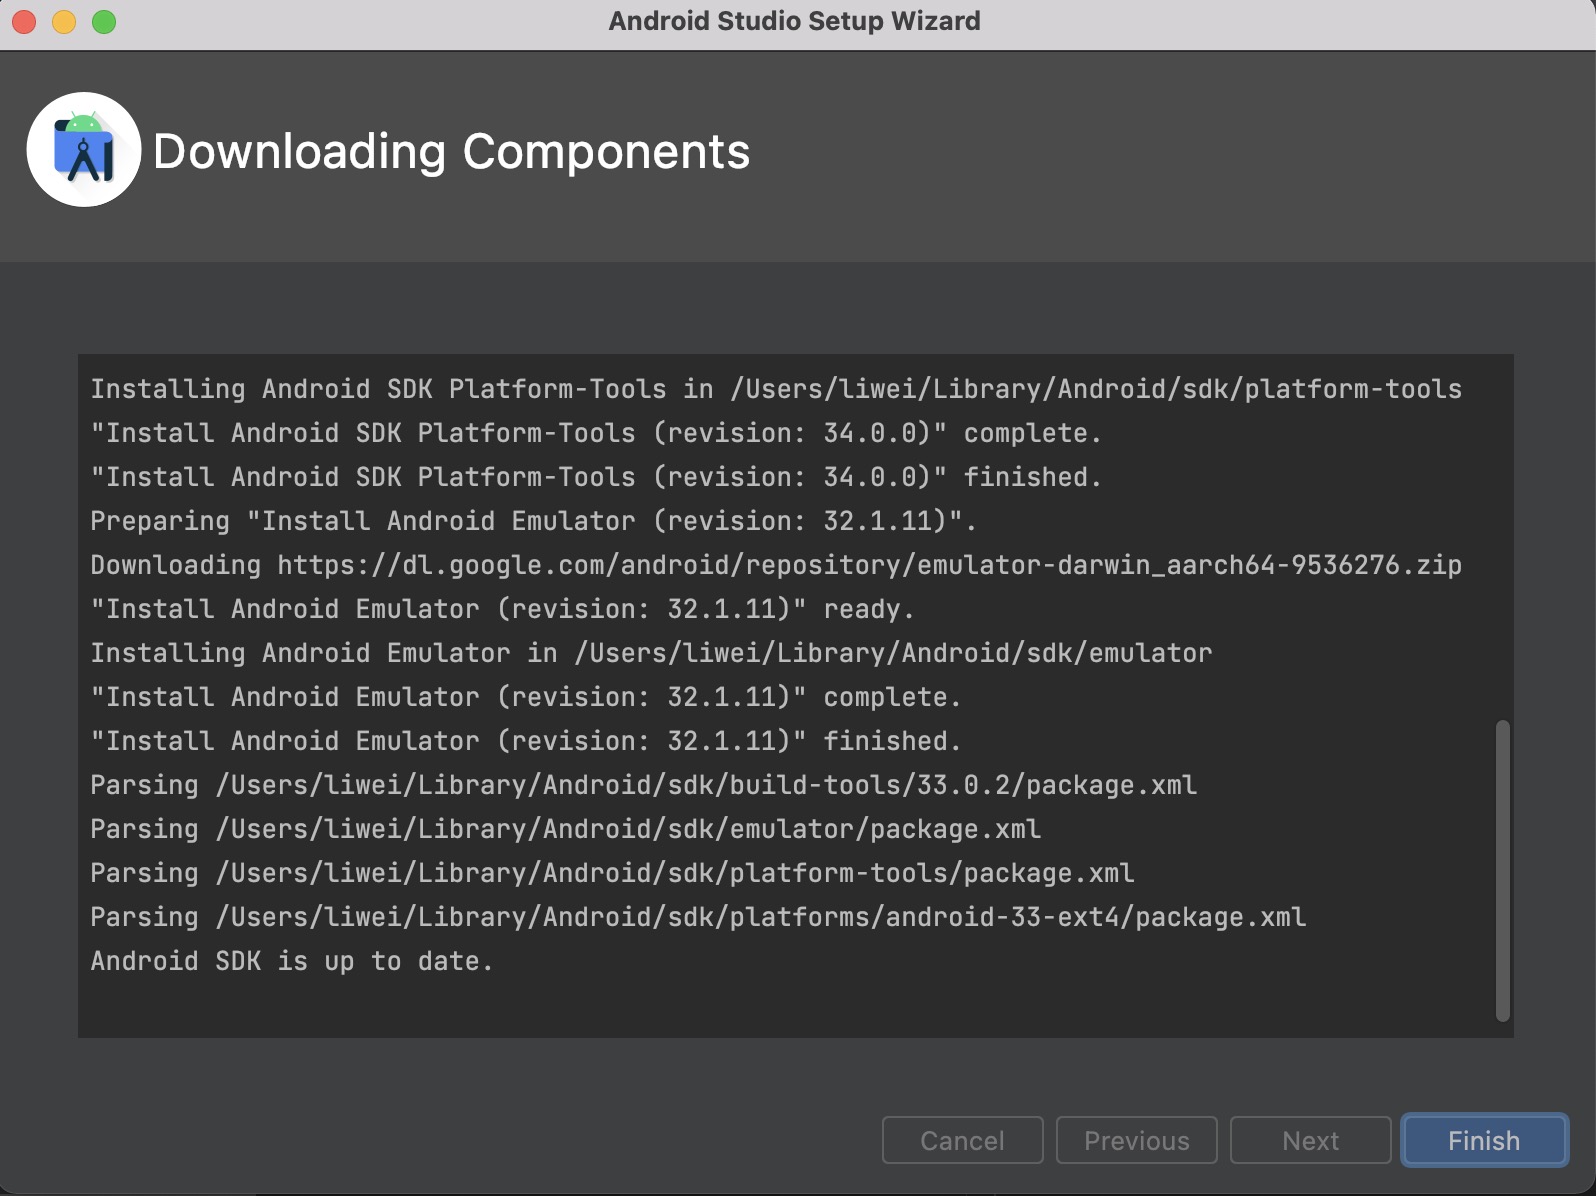 Android Studio Setup Wizard
Downloading Components
Installing Android SDK Platform-Tools in /Users/liwei/Library/Android/sdk/platform-tools
"Install Android SDK Platform-Tools (revision: 34.0.0)" complete.
"Install Android SDK Platform-Tools (revision: 34.0.0)" finished.
Preparing "Install Android Emulator (revision: 32.1.11)".
Downloading https://dl.google.com/android/repository/emulator-darwin_aarch64-9536276.zip
"Install Android Emulator (revision: 32.1.11)" ready.
Installing Android Emulator in /Users/liwei/Library/Android/sdk/emulator
"Install Android Emulator (revision: 32.1.11)" complete.
"Install Android Emulator (revision: 32.1.11)" finished.
Parsing /Users/liwei/Library/Android/sdk/build-tools/33.0.2/package.xml
Parsing /Users/liwei/Library/Android/sdk/emulator/package.xml
Parsing /Users/liwei/Library/Android/sdk/platform-tools/package.xml
Parsing /Users/liwei/Library/Android/sdk/platforms/android-33-ext4/package.xml
Android SDK is up to date.
Cancel
Previous
Next
Finish